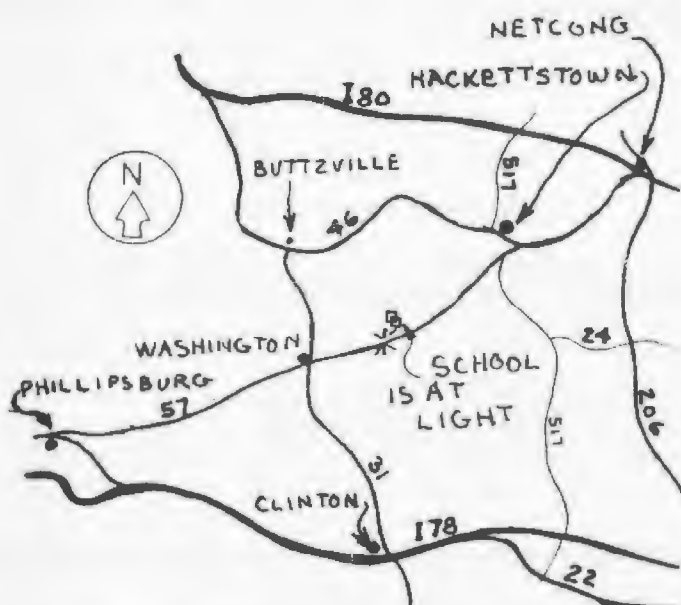 NETCONG
HACKETTSTOWN
I80
517
N
BUTTZVILLE
46
WASHINGTON
24
SCHOOL
IS AT
LIGHT
PHILLIPSBURG
57
206
517
31
CLINTON
I78
22